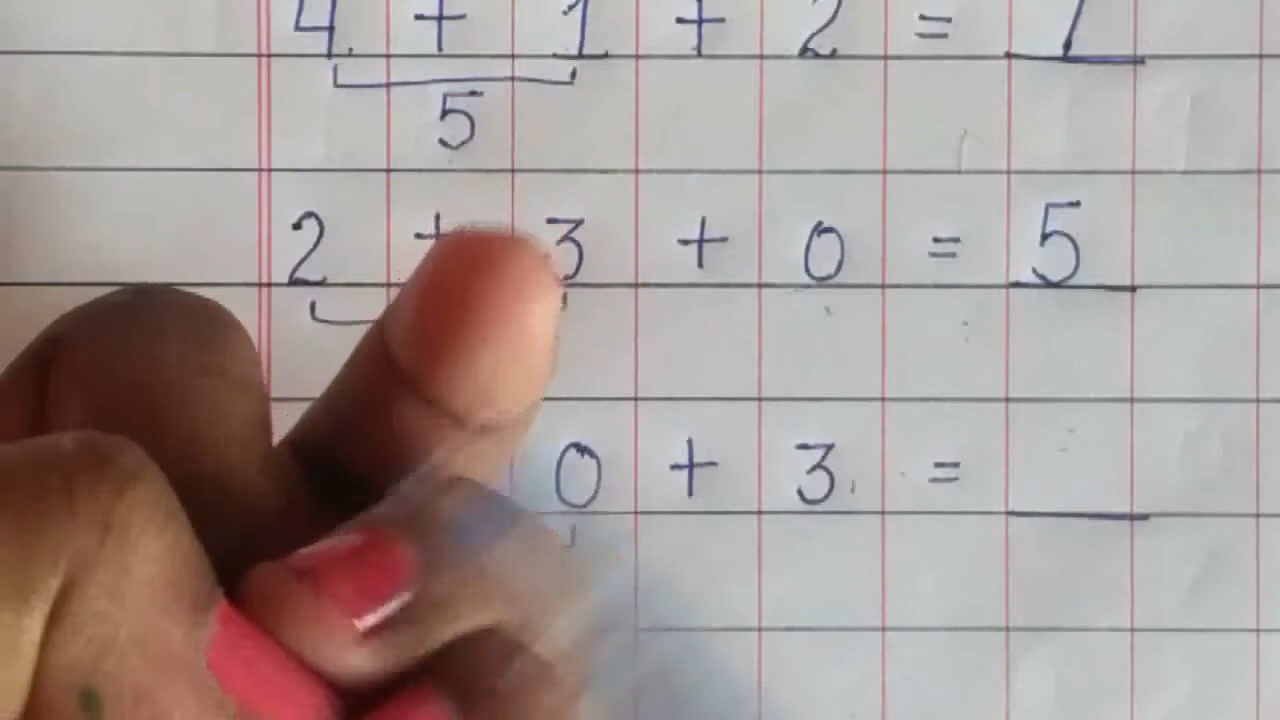 4 + 1 + 2 = 7
5
2 + 3 + 0 = 5
0 + 3 =